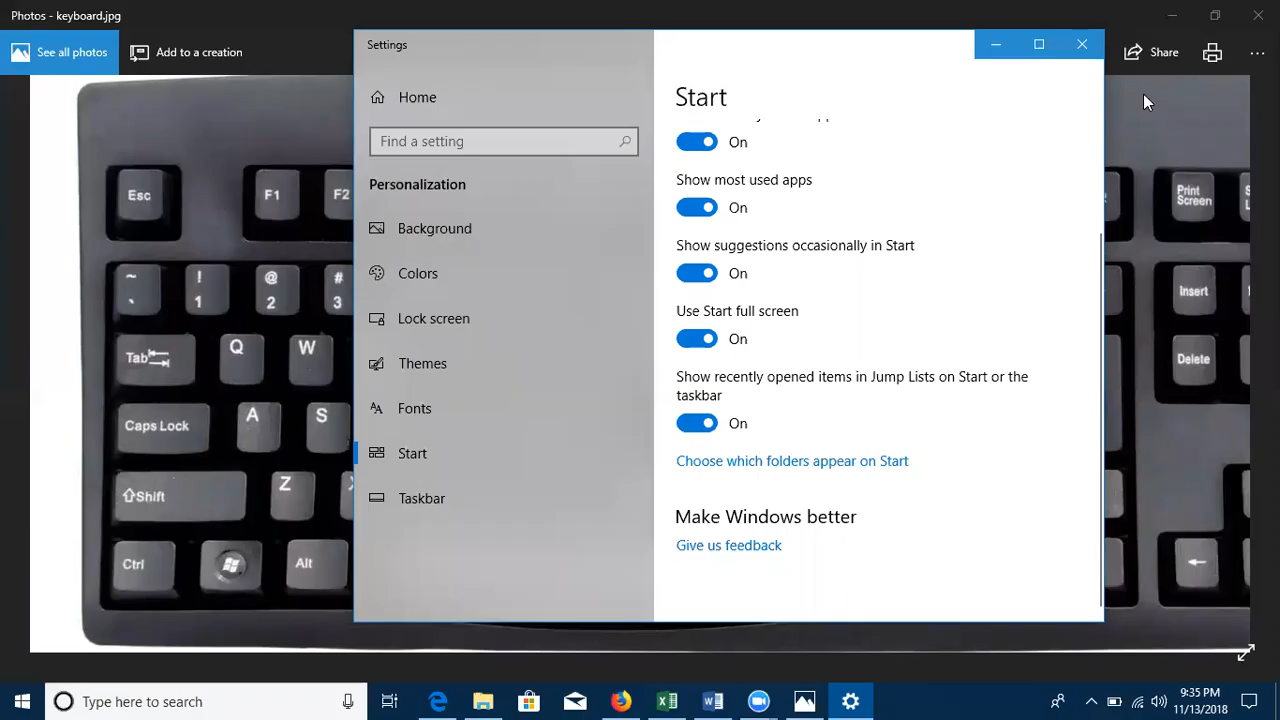 Photos - keyboard.jpg
See all photos
Add to a creation
Share
Settings
Home
Find a setting
Personalization
Background
Colors
Lock screen
Themes
Fonts
Start
Taskbar
Start
On
Show most used apps
On
Show suggestions occasionally in Start
On
Use Start full screen
On
Show recently opened items in Jump Lists on Start or the
taskbar
On
Choose which folders appear on Start
Make Windows better
Give us feedback
Esc
F1
F2
Print
Screen
~
`
!
1
@
2
#
3
Insert
Tab
Q
W
Delete
Caps Lock
A
S
Shift
Z
Ctrl
Alt
Type here to search
9:35 PM
11/13/2018